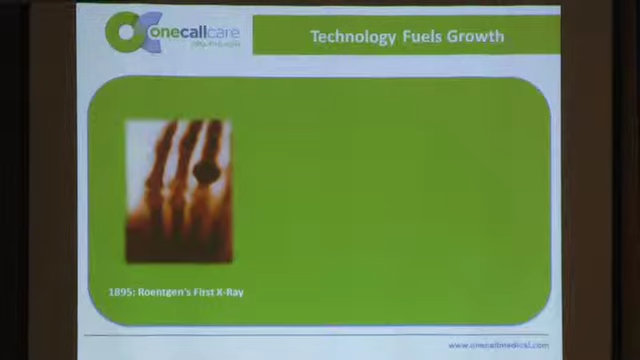 onecallcare
Technology Fuels Growth
1895: Roentgen's First X-Ray
www.onecallmedical.com